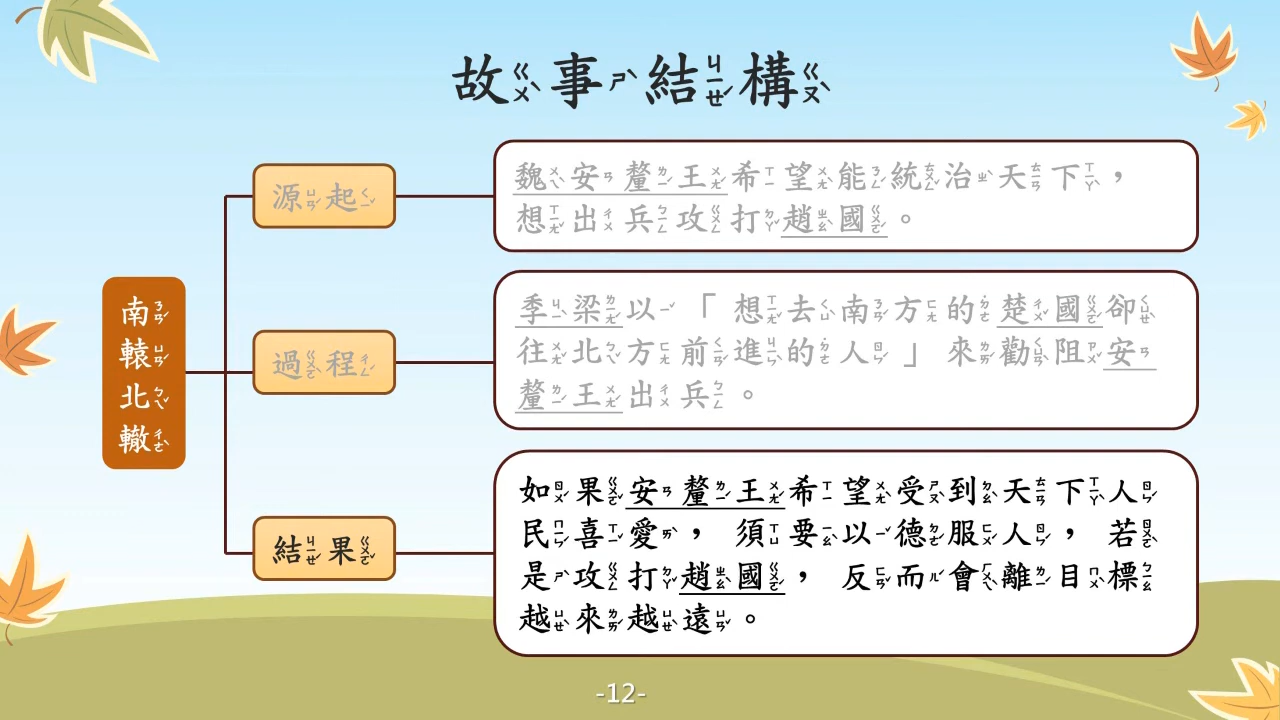 故事結構
源起
魏安釐王希望能統治天下，
想出兵攻打趙國。
南轅北轍
過程
季梁以「想去南方的楚國卻
往北方前進的人」來勸阻安
釐王出兵。
結果
如果安釐王希望受到天下人
民喜愛，須要以德服人，若
是攻打趙國，反而會離目標
越來越遠。
-12-